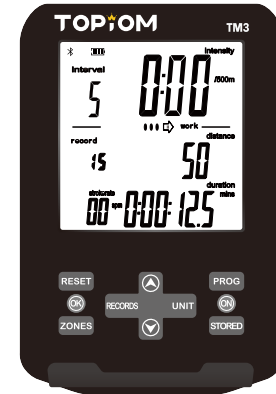 TOPIOM
TM3
intensity
interval
0:00
/500m
5
work
record
distance
15
50
duration
strokerate
mins
00 spm 0:00:12.5
RESET
PROG
OK
ON
RECORDS
UNIT
ZONES
STORED